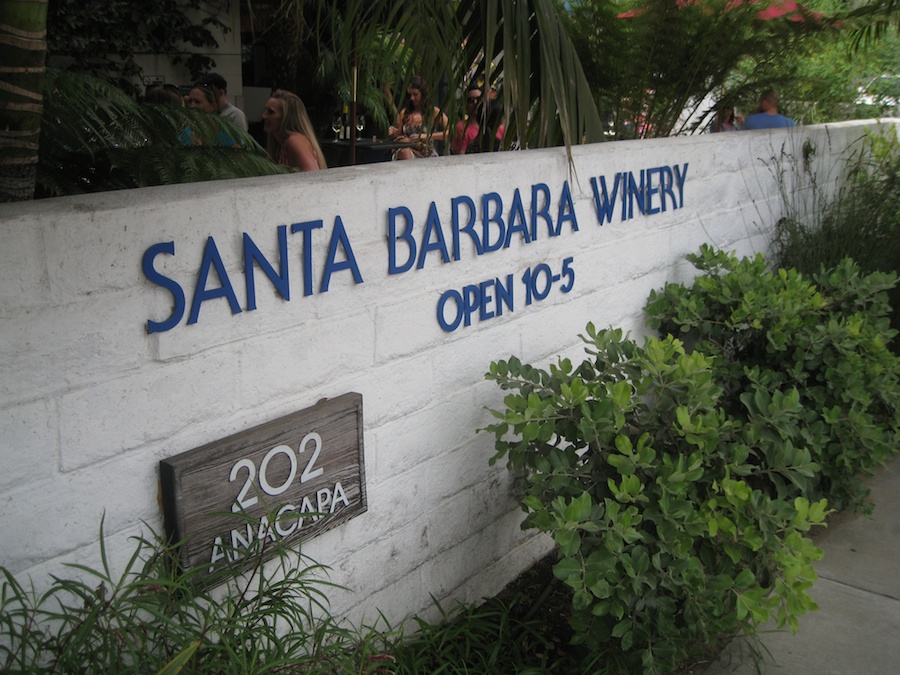 SANTA BARBARA WINERY
OPEN 10-5
202
ANACAPA